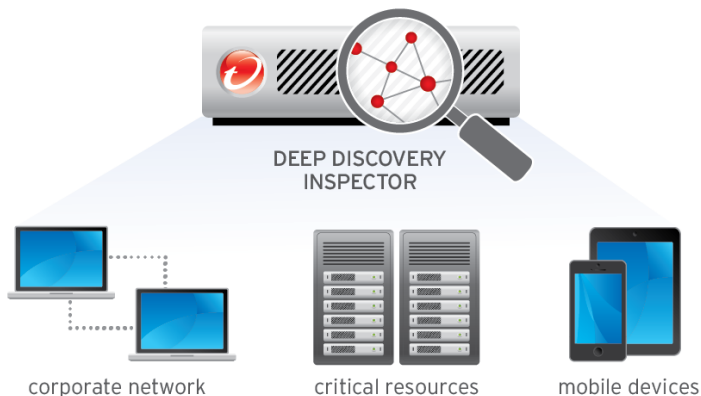 DEEP DISCOVERY
INSPECTOR
corporate network
critical resources
mobile devices